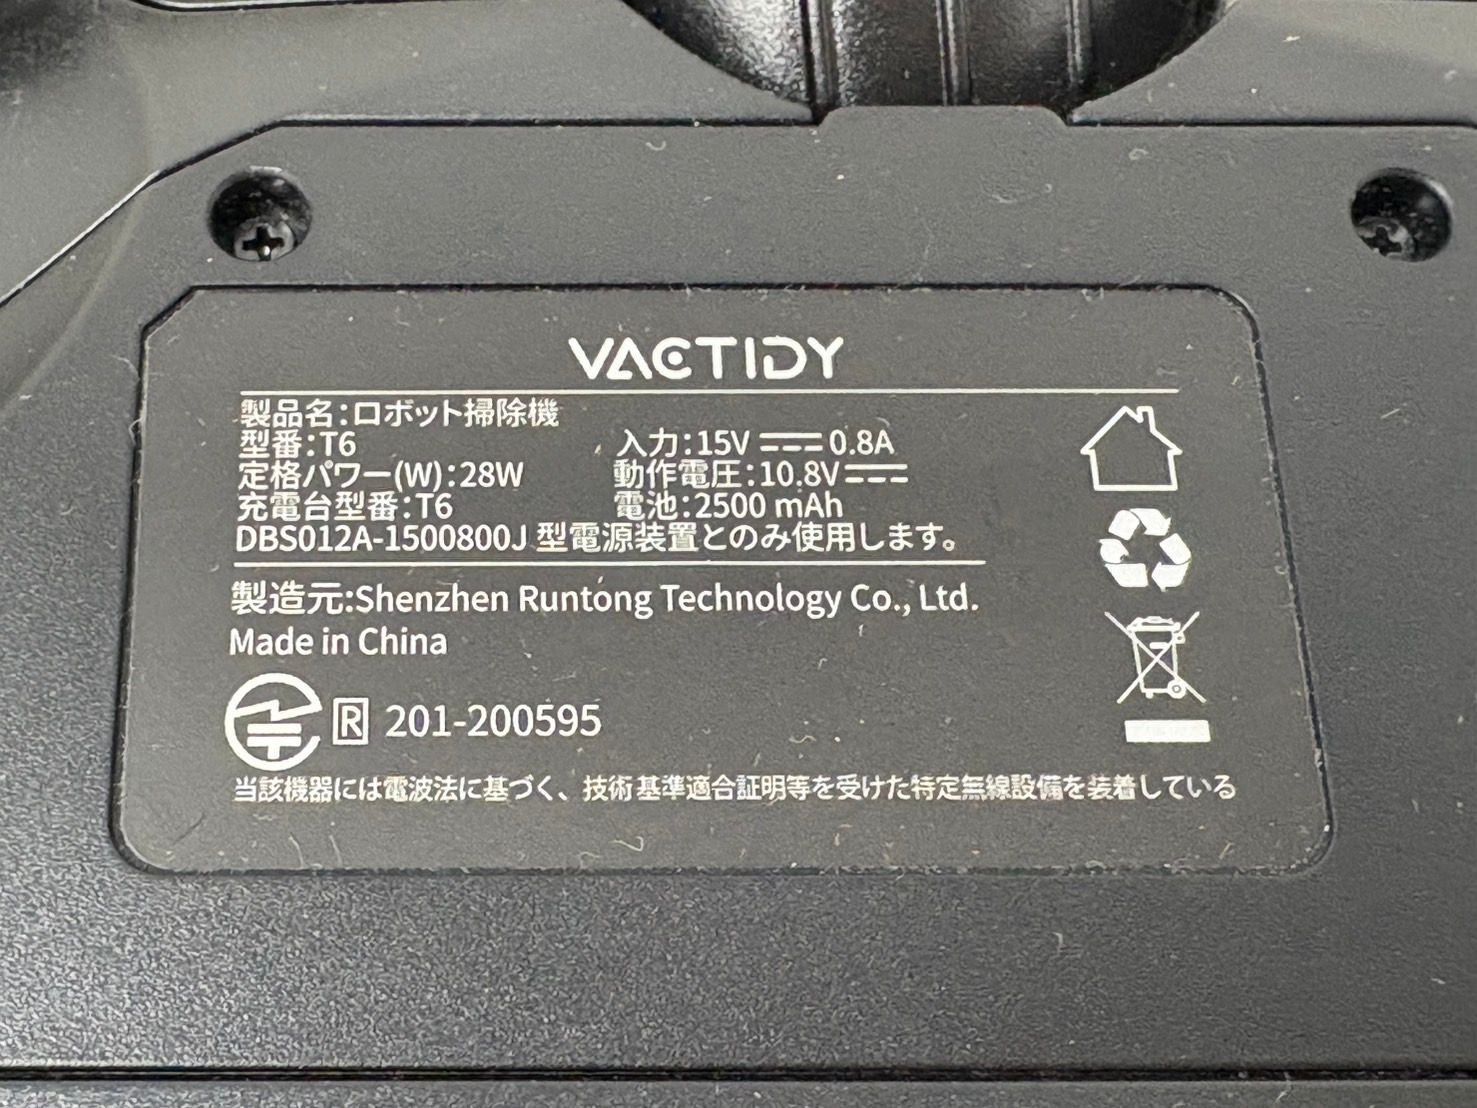 VACTIDY
製品名:ロボット掃除機
型番:T6 入力:15V 0.8A
定格パワー(W):28W 動作電圧:10.8V
充電台型番:T6 電池:2500 mAh
DBS012A-1500800J 型電源装置とのみ使用します。
製造元:Shenzhen Runtong Technology Co., Ltd.
Made in China
R 201-200595
当該機器には電波法に基づく、技術基準適合証明等を受けた特定無線設備を装着している